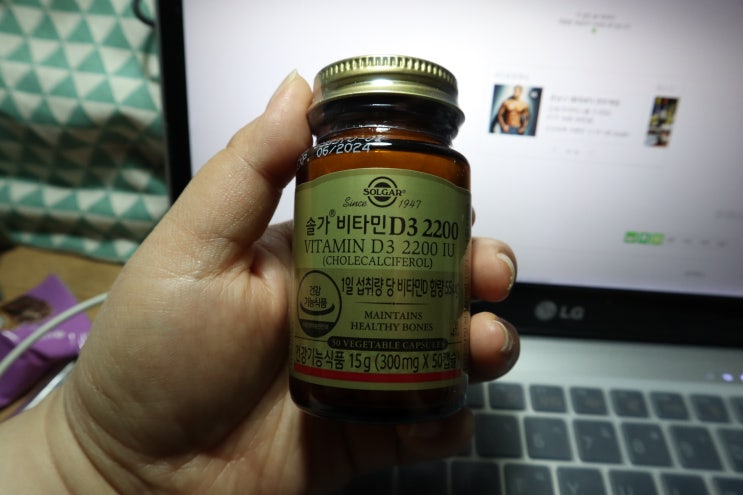 06/2024
SOLGAR®
Since 1947
솔가® 비타민 D3 2200
VITAMIN D3 2200 IU
(CHOLECALCIFEROL)
건강
기능식품
1일 섭취량 당 비타민D 함량 55㎍
MAINTAINS
HEALTHY BONES
50 VEGETABLE CAPSULES
건강기능식품 15g (300mg X 50캡슐)
LG